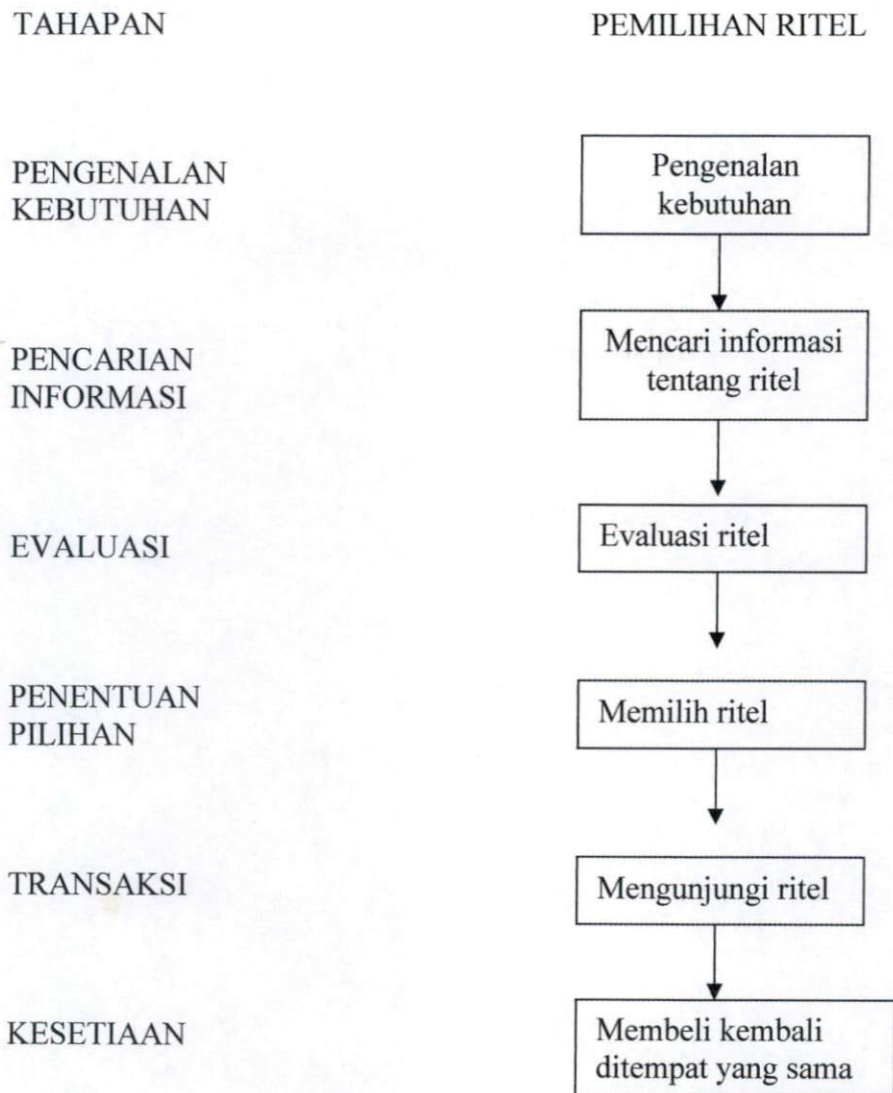 TAHAPAN
PEMILIHAN RITEL
PENGENALAN
KEBUTUHAN
Pengenalan
kebutuhan
PENCARIAN
INFORMASI
Mencari informasi
tentang ritel
EVALUASI
Evaluasi ritel
PENENTUAN
PILIHAN
Memilih ritel
TRANSAKSI
Mengunjungi ritel
KESETIAAN
Membeli kembali
ditempat yang sama